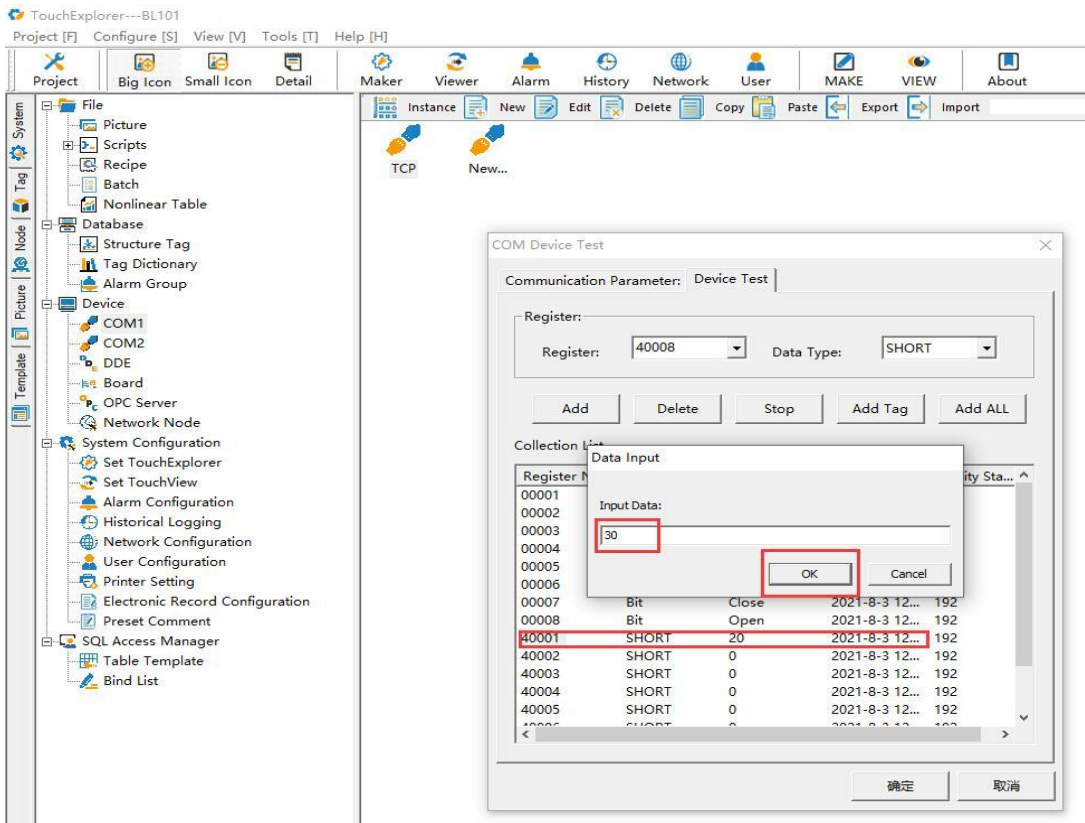 TouchExplorer---BL101
Project [F] Configure [S] View [V] Tools [T] Help [H]
Project Big Icon Small Icon Detail Maker Viewer Alarm History Network User MAKE VIEW About
Instance New Edit Delete Copy Paste Export Import
System
Tag
Node
Picture
Template
File
Picture
Scripts
Recipe
Batch
Nonlinear Table
Database
Structure Tag
Tag Dictionary
Alarm Group
Device
COM1
COM2
DDE
Board
OPC Server
Network Node
System Configuration
Set TouchExplorer
Set TouchView
Alarm Configuration
Historical Logging
Network Configuration
User Configuration
Printer Setting
Electronic Record Configuration
Preset Comment
SQL Access Manager
Table Template
Bind List
TCP New...
COM Device Test
Communication Parameter: Device Test
Register:
Register: 40008 Data Type: SHORT
Add Delete Stop Add Tag Add ALL
Collection
Register ity Sta...
Data Input
Input Data:
30
OK Cancel
00001
00002
00003
00004
00005
00006
00007 Bit Close 2021-8-3 12... 192
00008 Bit Open 2021-8-3 12... 192
40001 SHORT 20 2021-8-3 12... 192
40002 SHORT 0 2021-8-3 12... 192
40003 SHORT 0 2021-8-3 12... 192
40004 SHORT 0 2021-8-3 12... 192
40005 SHORT 0 2021-8-3 12... 192
确定 取消